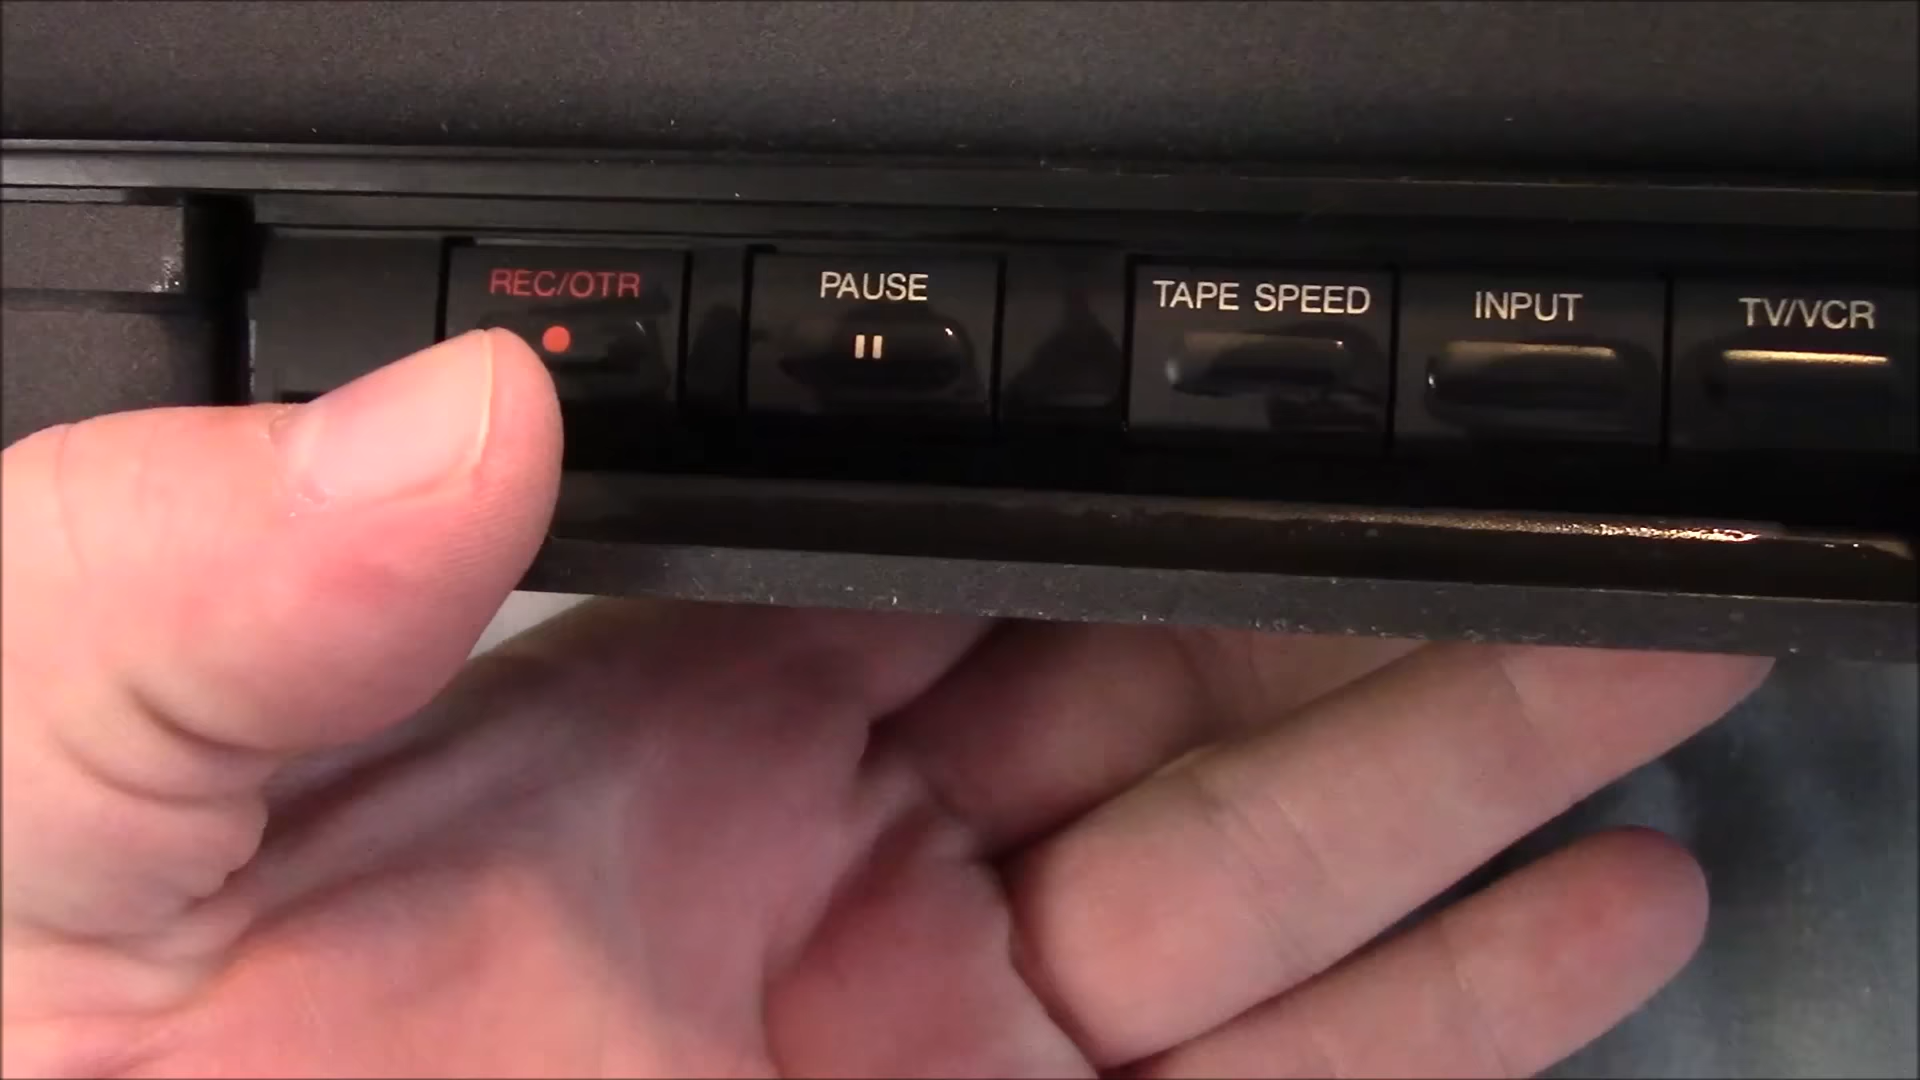 REC/OTR
PAUSE
TAPE SPEED
INPUT
TV/VCR